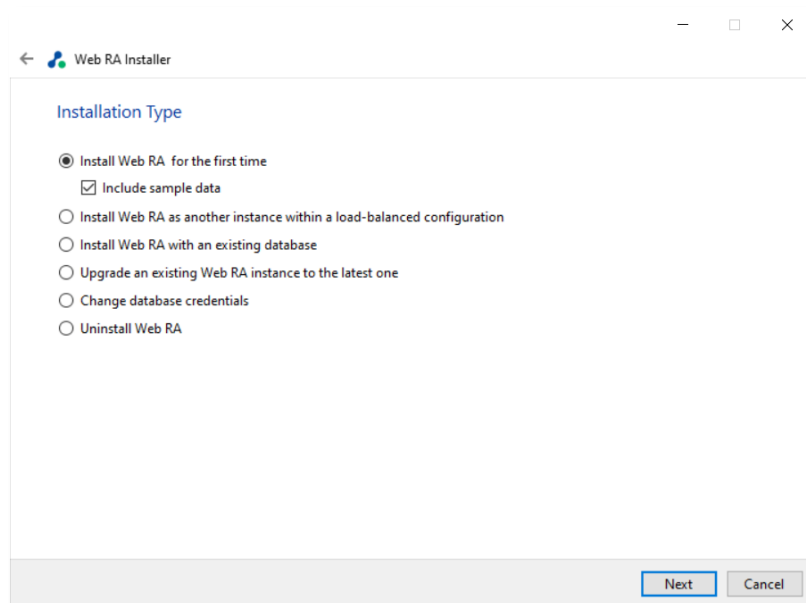 Web RA Installer
Installation Type
Install Web RA for the first time
Include sample data
Install Web RA as another instance within a load-balanced configuration
Install Web RA with an existing database
Upgrade an existing Web RA instance to the latest one
Change database credentials
Uninstall Web RA
Next Cancel